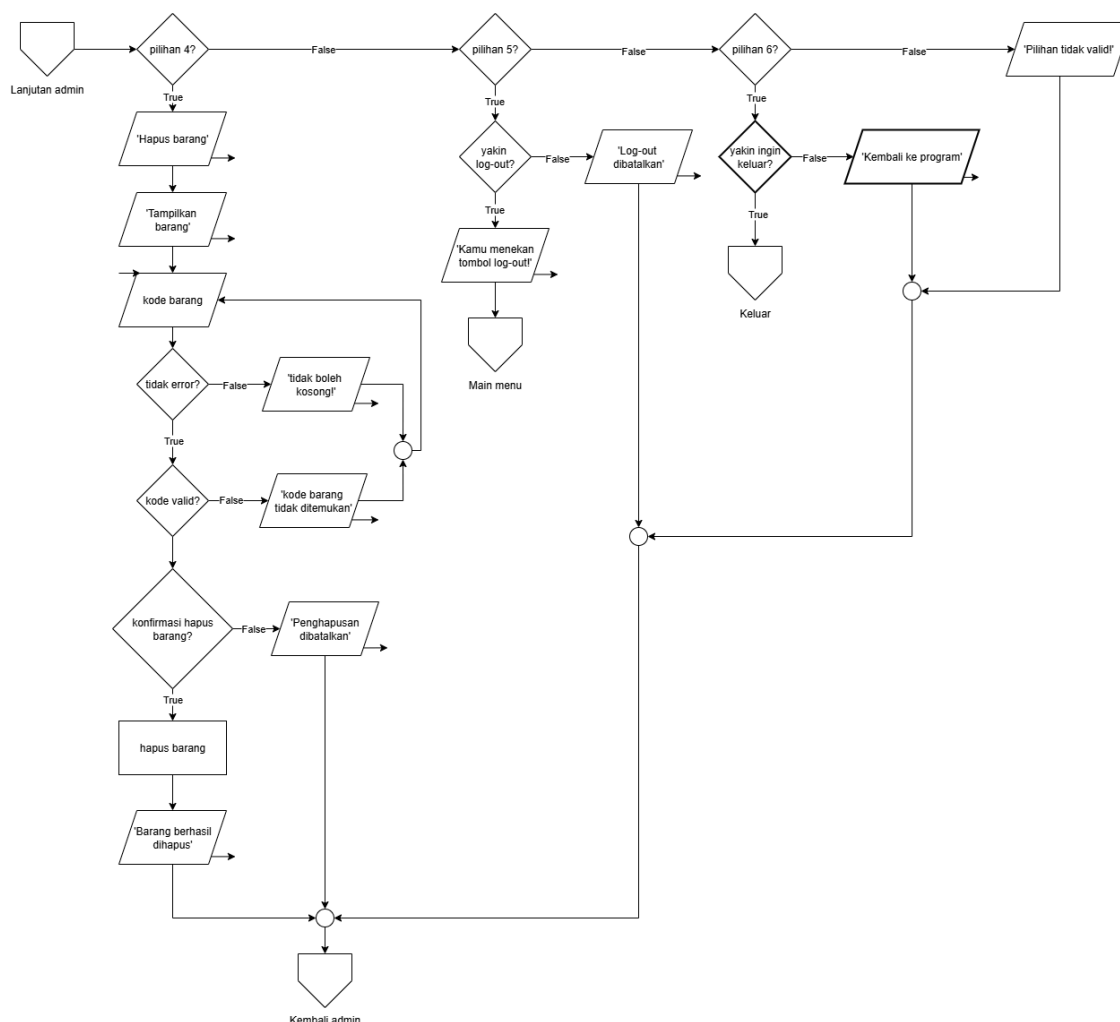 pilihan 4?
False
pilihan 5?
False
pilihan 6?
False
'Pilihan tidak valid!'
Lanjutan admin
True
True
True
'Hapus barang'
yakin
log-out?
False
'Log-out
dibatalkan'
yakin ingin
keluar?
False
'Kembali ke program'
'Tampilkan
barang'
True
True
'Kamu menekan
tombol log-out!'
kode barang
Keluar
tidak error?
False
'tidak boleh
kosong!'
Main menu
True
kode valid?
False
'kode barang
tidak ditemukan'
konfirmasi hapus
barang?
False
'Penghapusan
dibatalkan'
True
hapus barang
'Barang berhasil
dihapus'
Kembali admin